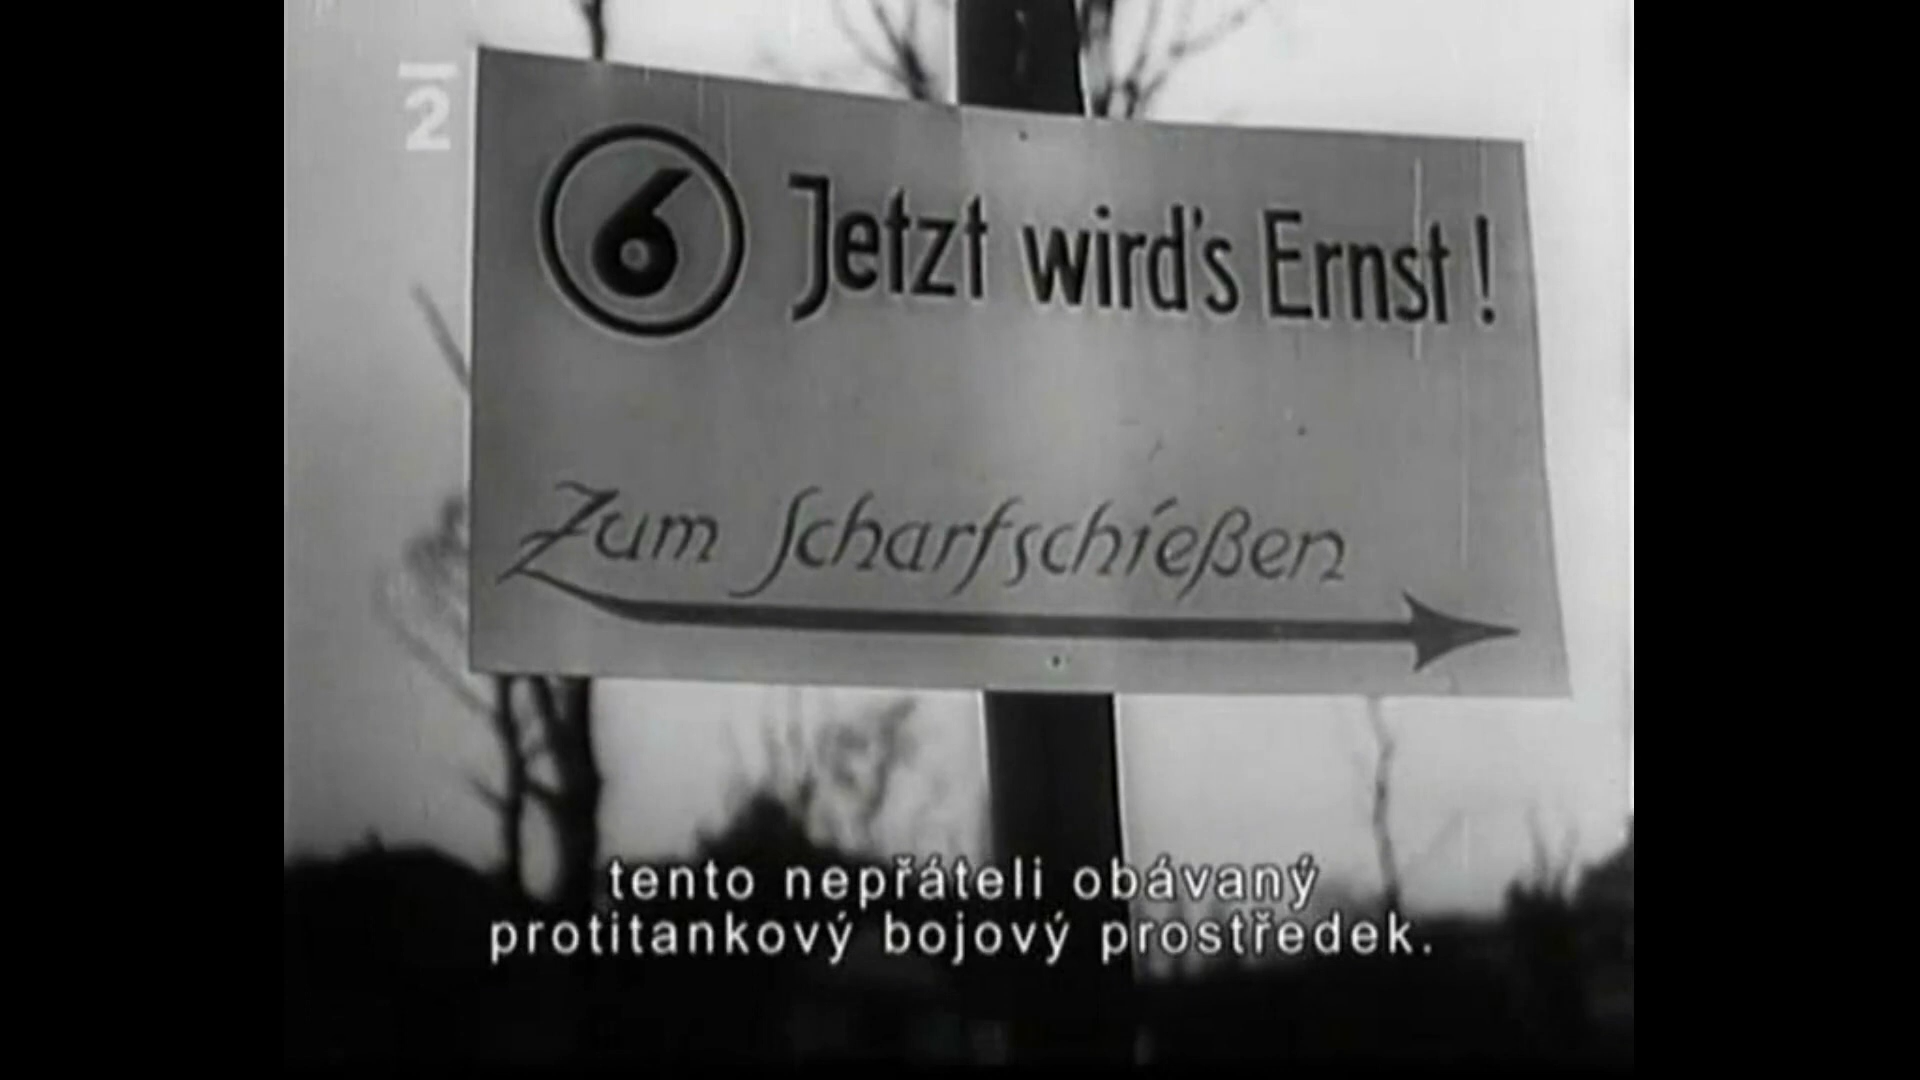 2
6 Jetzt wird's Ernst!
Zum Scharfschießen
tento nepřáteli obávaný
protitankový bojový prostředek.